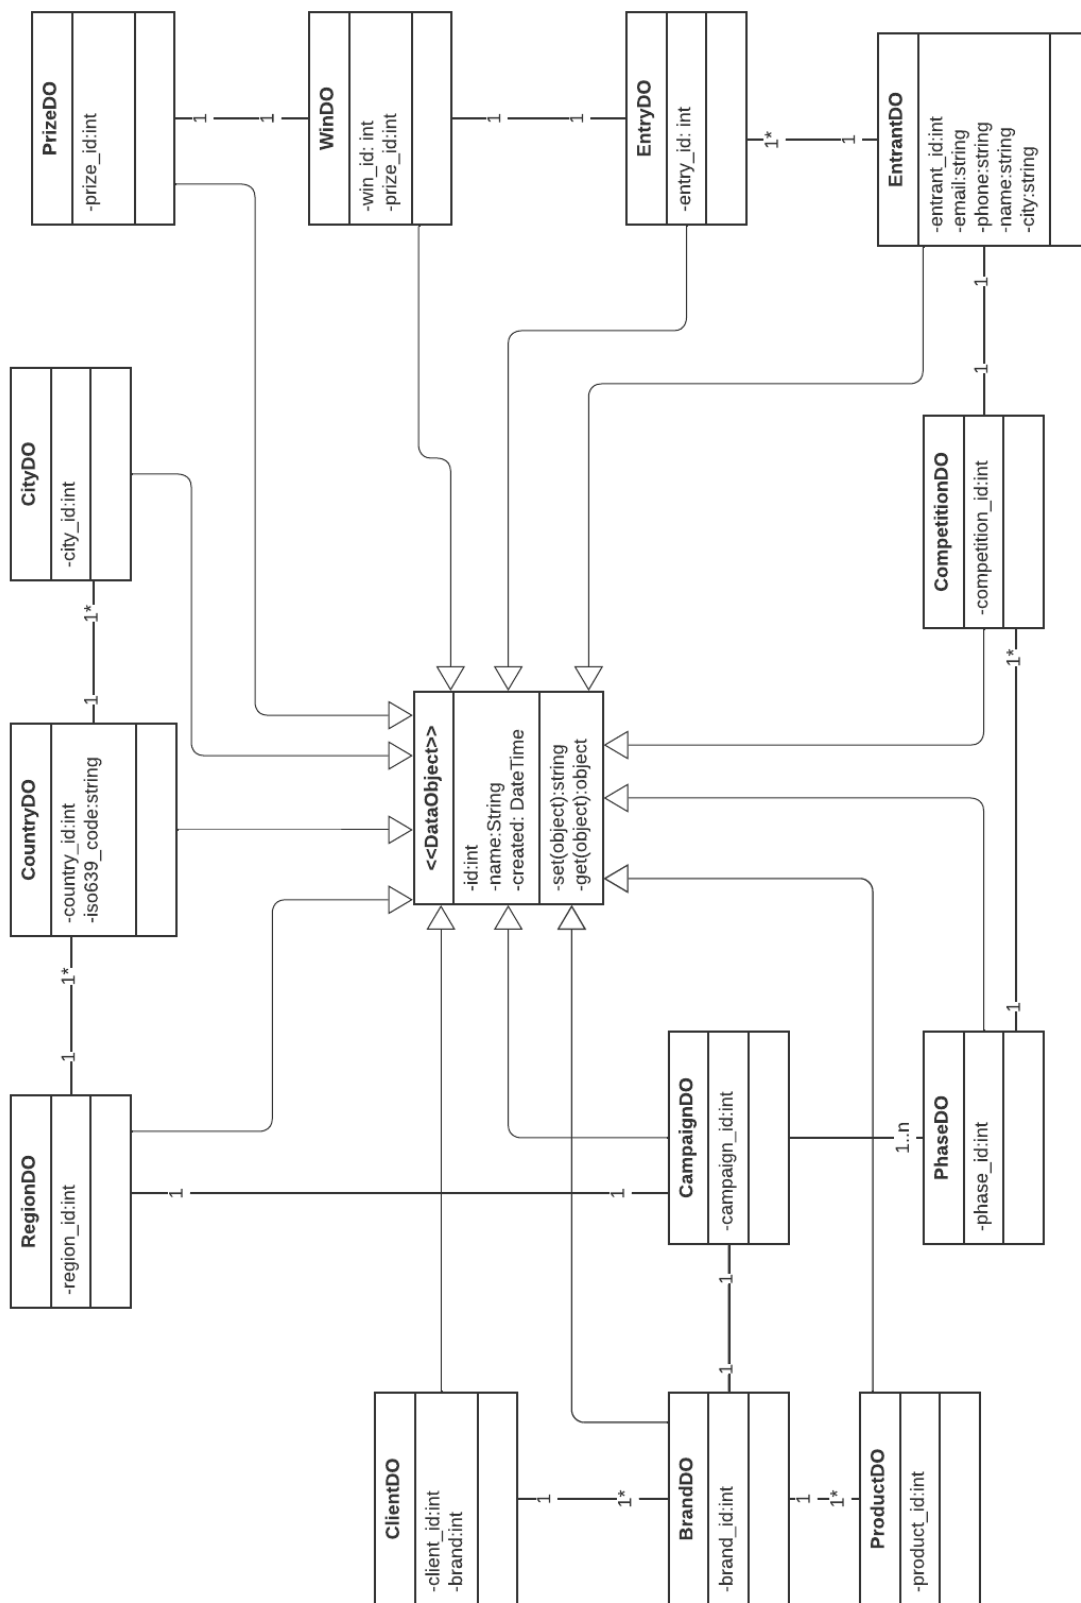 ClientDO
-client_id:int
-brand:int
1
1*
BrandDO
-brand_id:int
1
1*
ProductDO
-product_id:int
1
1
RegionDO
-region_id:int
1
1
CampaignDO
-campaign_id:int
1..n
PhaseDO
-phase_id:int
1
1*
1
1*
CountryDO
-country_id:int
-iso639_code:string
1
1*
<<DataObject>>
-id:int
-name:String
-created: DateTime
-set(object):string
-get(object):object
CityDO
-city_id:int
CompetitionDO
-competition_id:int
1
1
PrizeDO
-prize_id:int
1
1
WinDO
-win_id: int
-prize_id:int
1
1
EntryDO
-entry_id: int
1*
1
EntrantDO
-entrant_id:int
-email:string
-phone:string
-name:string
-city:string